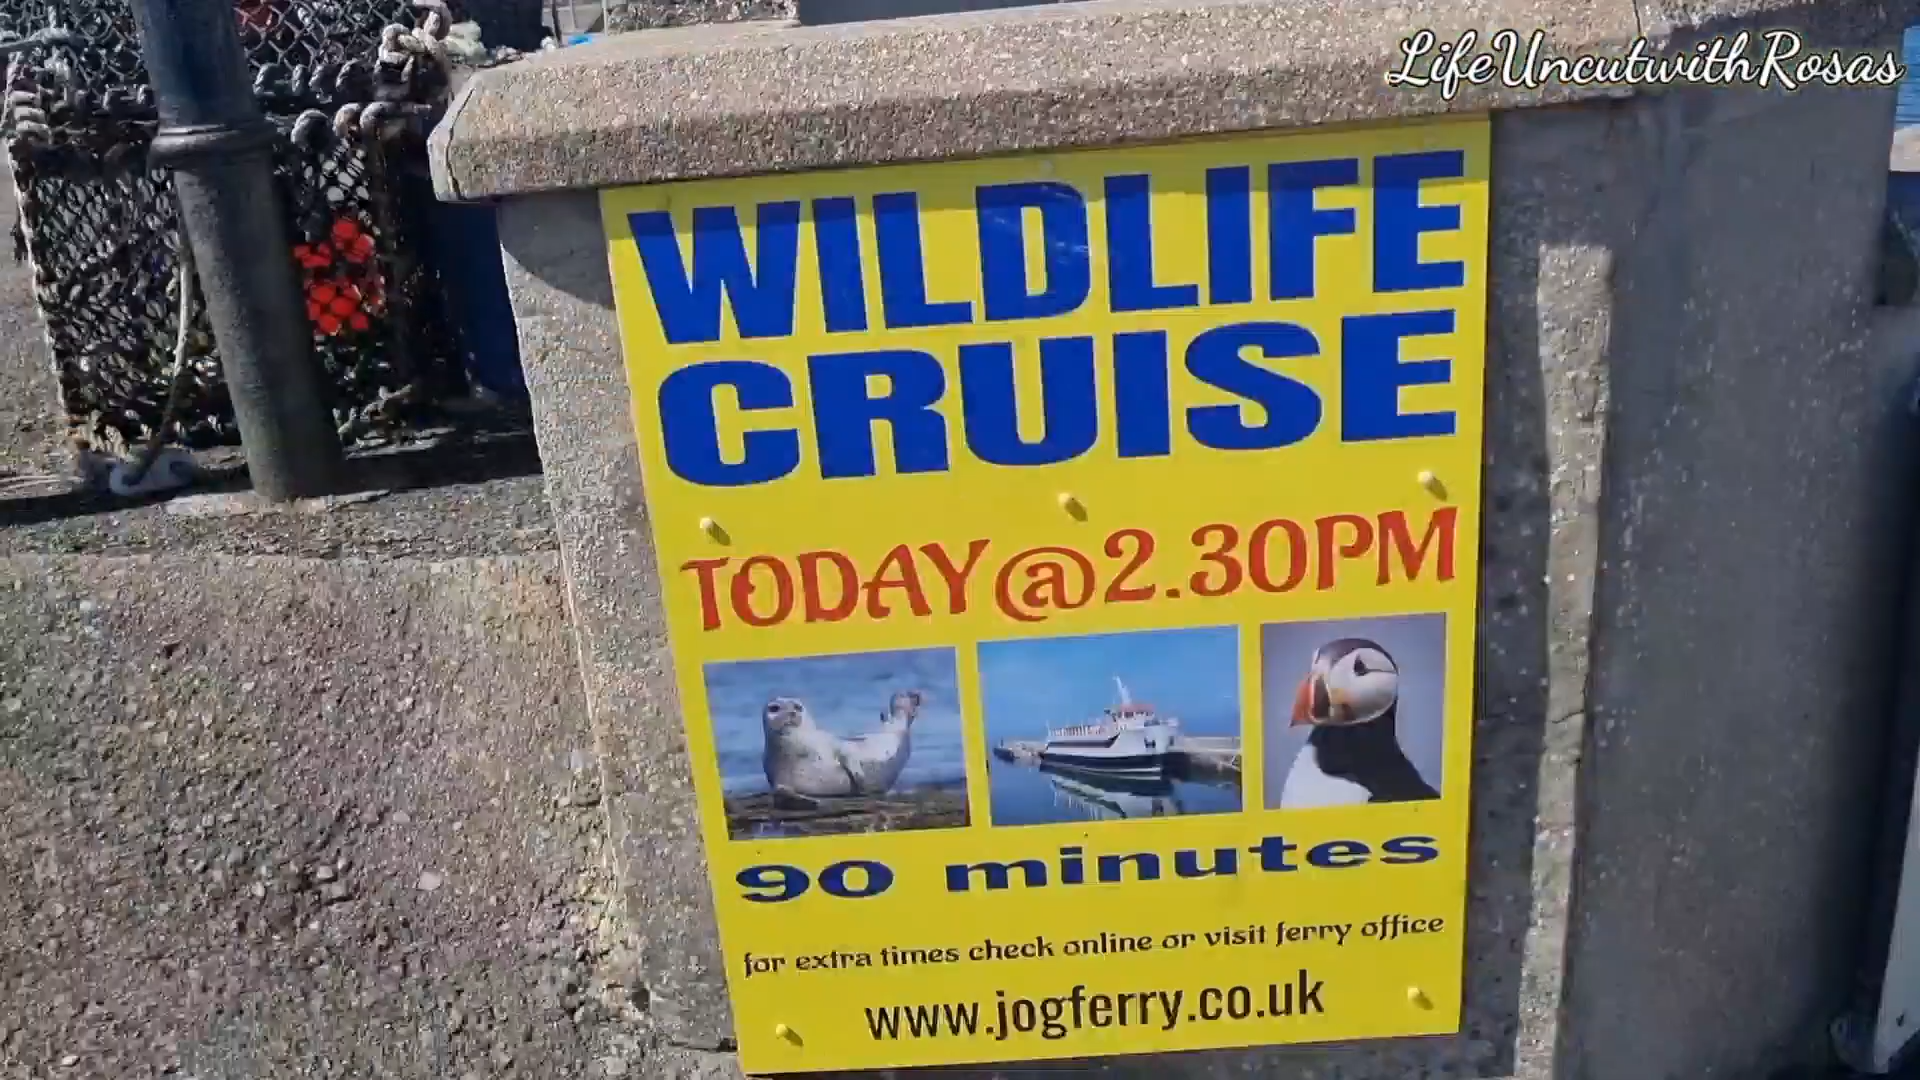 LifeUncutwithRosas
WILDLIFE
CRUISE
TODAY@2.30PM
90 minutes
for extra times check online or visit ferry office
www.jogferry.co.uk